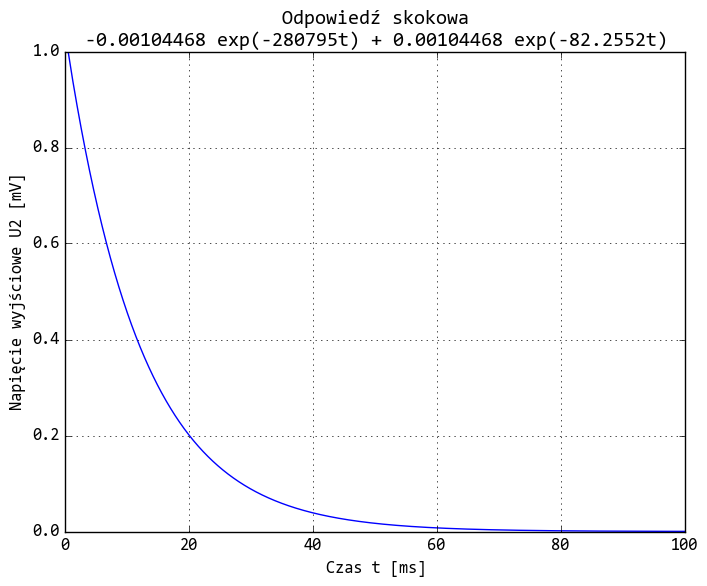 Odpowiedź skokowa
-0.00104468 exp(-280795t) + 0.00104468 exp(-82.2552t)
1.0
0.8
0.6
0.4
0.2
0.0
Napięcie wyjściowe U2 [mV]
0 20 40 60 80 100
Czas t [ms]